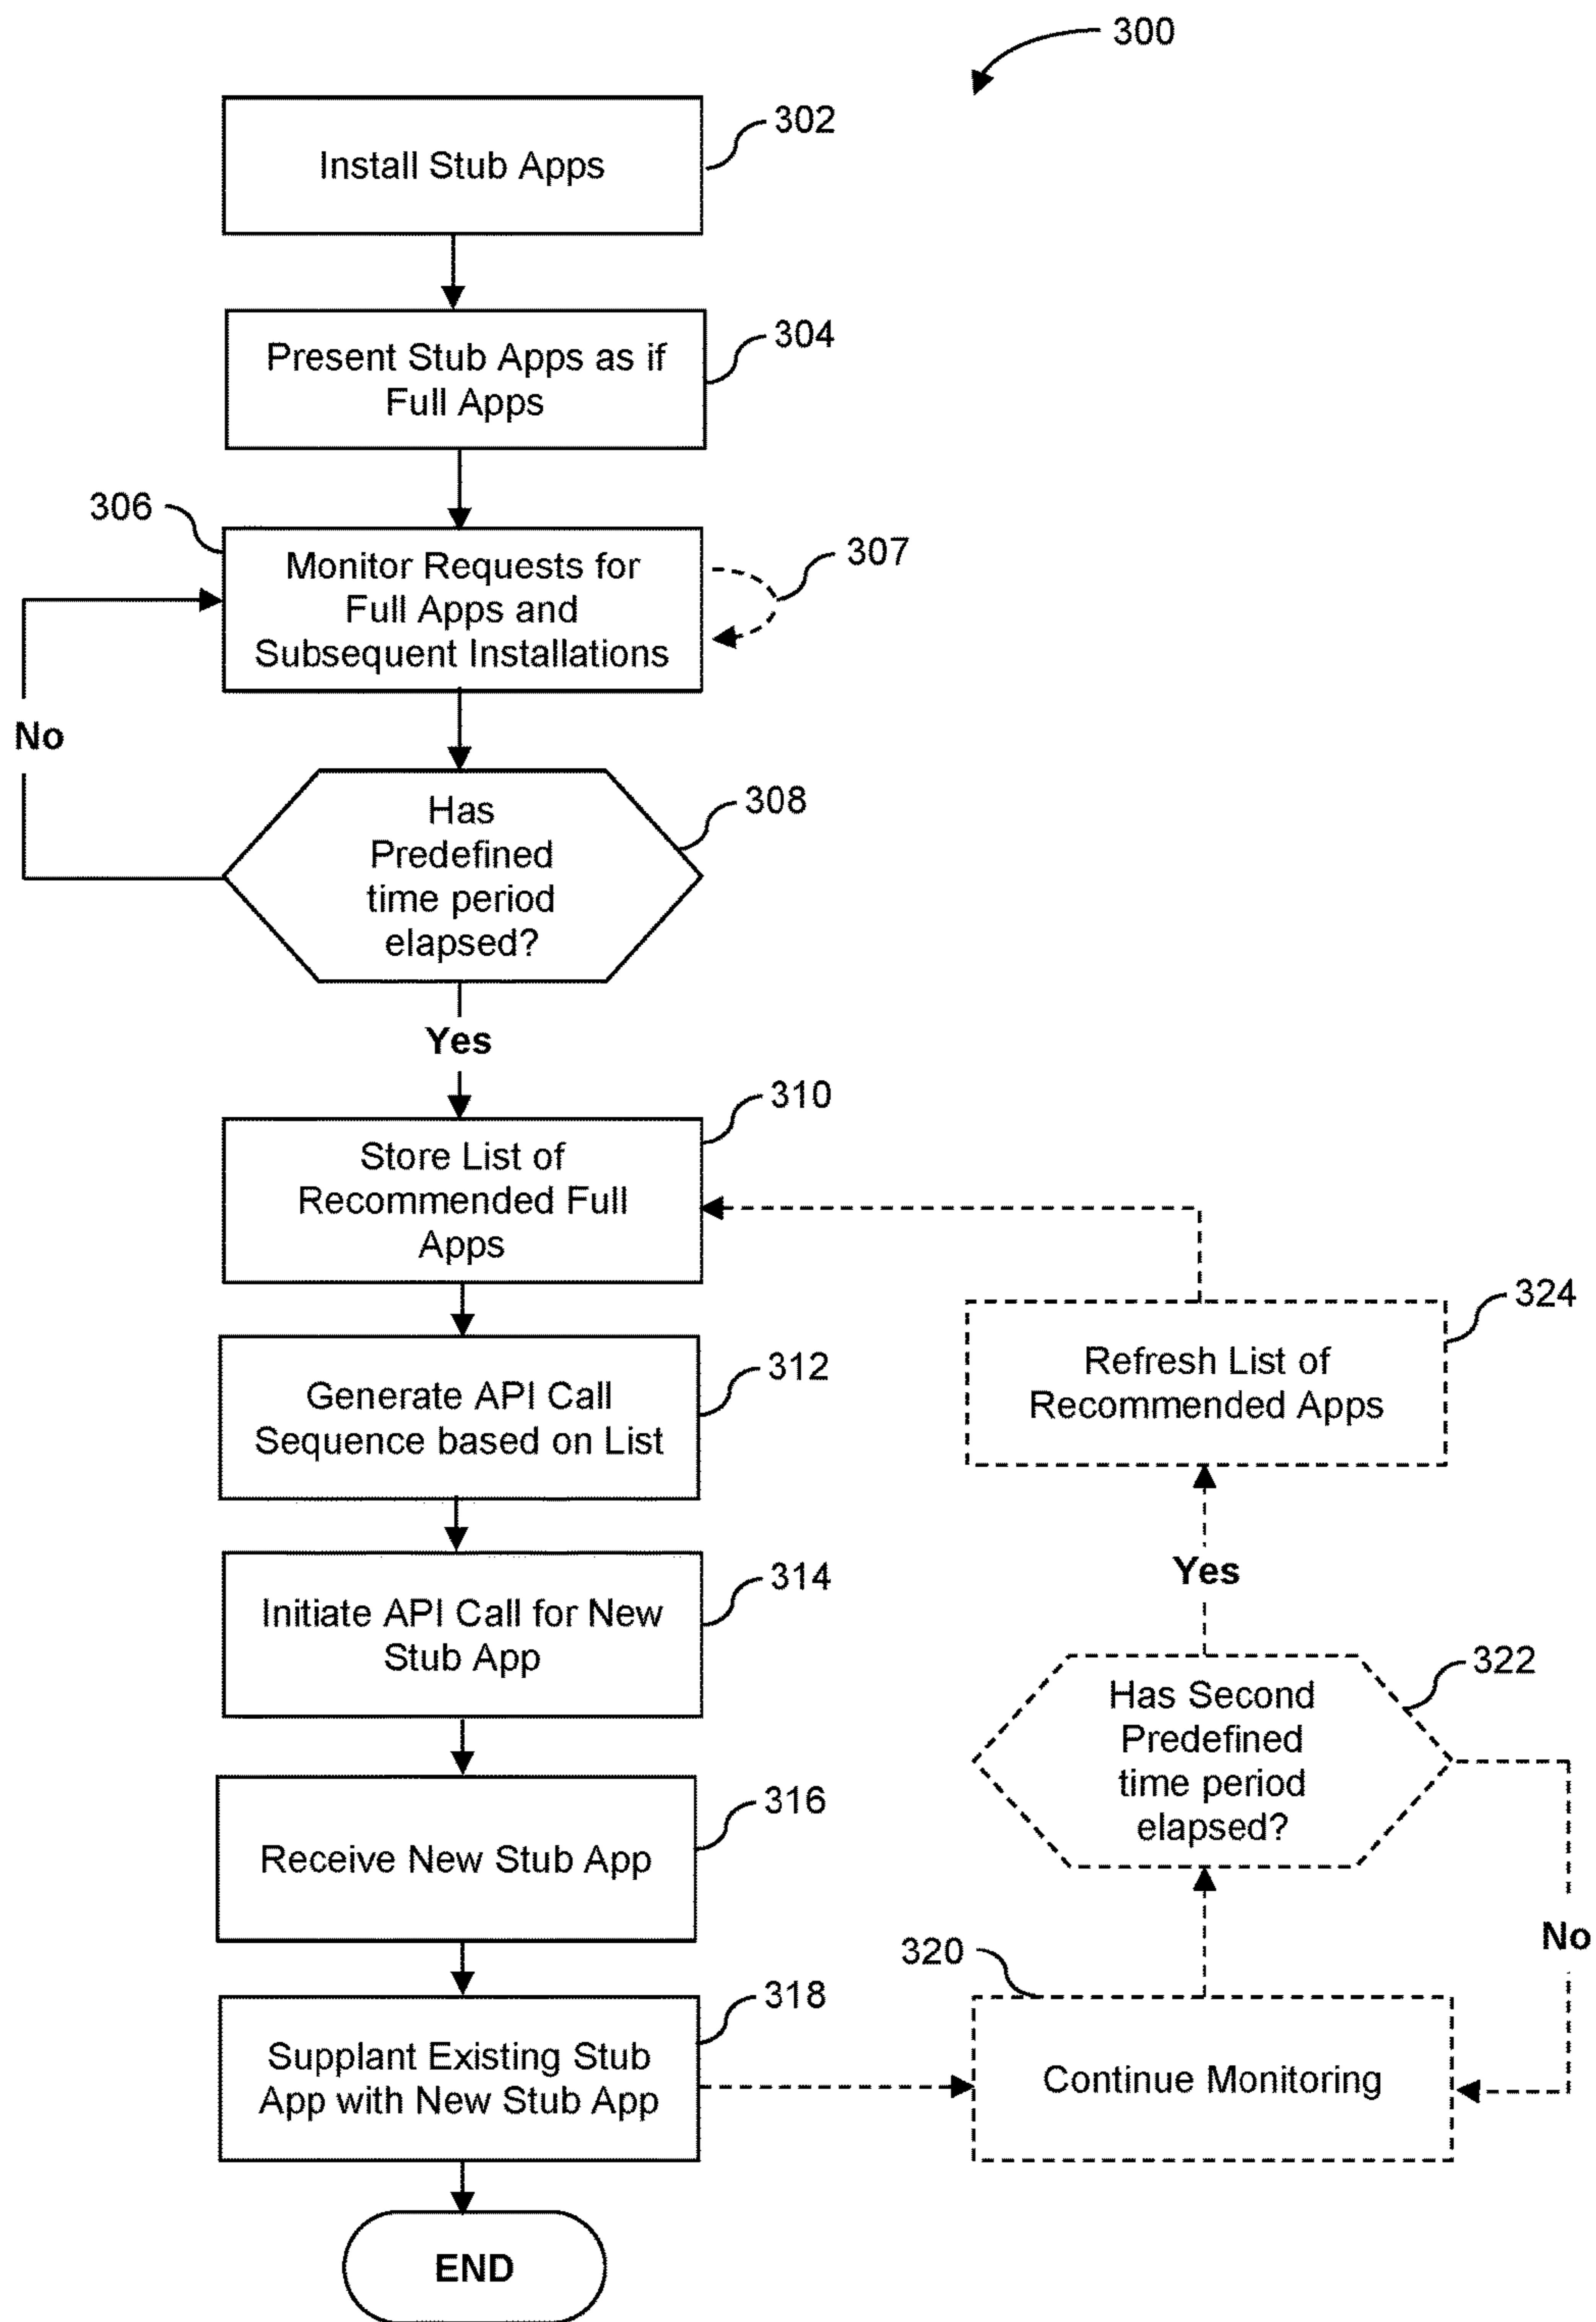 300
302
Install Stub Apps
304
Present Stub Apps as if
Full Apps
306
307
Monitor Requests for
Full Apps and
Subsequent Installations
No
308
Has
Predefined
time period
elapsed?
Yes
310
Store List of
Recommended Full
Apps
312
Generate API Call
Sequence based on List
314
Initiate API Call for New
Stub App
316
Receive New Stub App
318
Supplant Existing Stub
App with New Stub App
END
320
Continue Monitoring
322
Has Second
Predefined
time period
elapsed?
No
Yes
324
Refresh List of
Recommended Apps